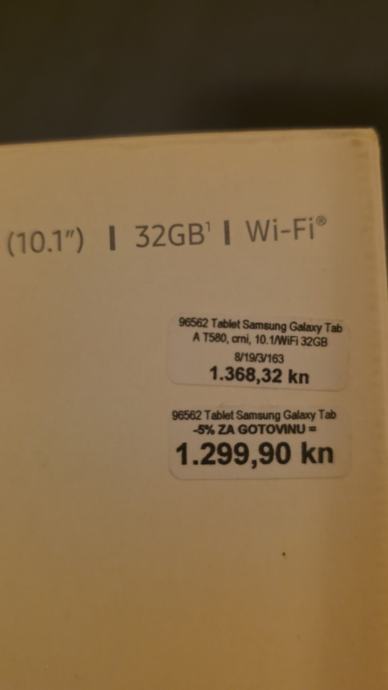 (10.1") | 32GB¹ | Wi-Fi®
96562 Tablet Samsung Galaxy Tab
A T580, crni, 10.1/WiFi 32GB
8/19/3/163
1.368,32 kn
96562 Tablet Samsung Galaxy Tab
-5% ZA GOTOVINU =
1.299,90 kn